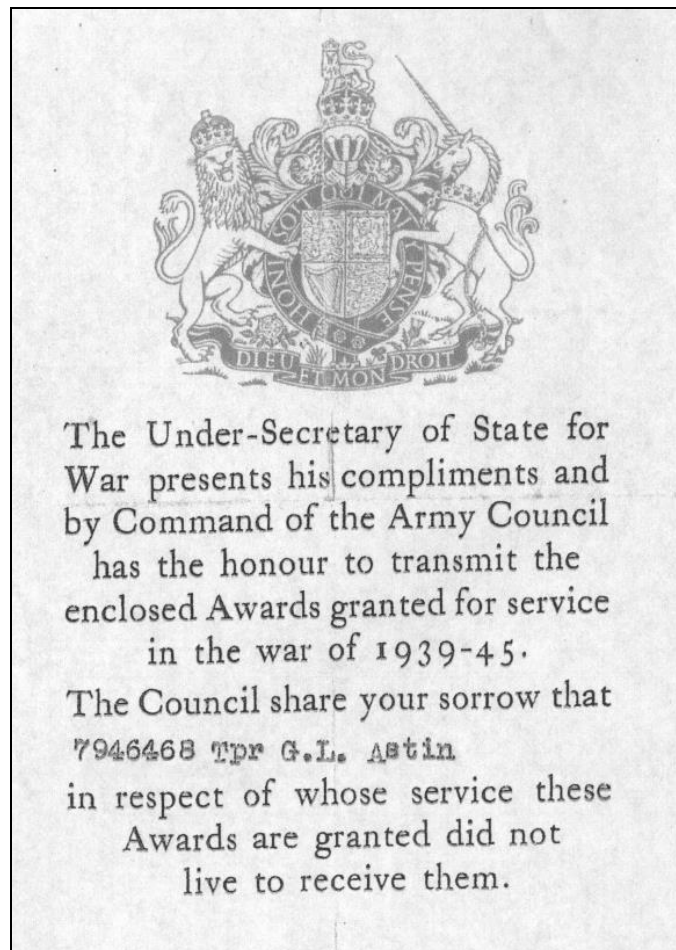 HONI SOIT QUI MAL Y PENSE
DIEU ET MON DROIT
The Under-Secretary of State for
War presents his compliments and
by Command of the Army Council
has the honour to transmit the
enclosed Awards granted for service
in the war of 1939-45.
The Council share your sorrow that
7946468 Tpr G.L. Astin
in respect of whose service these
Awards are granted did not
live to receive them.